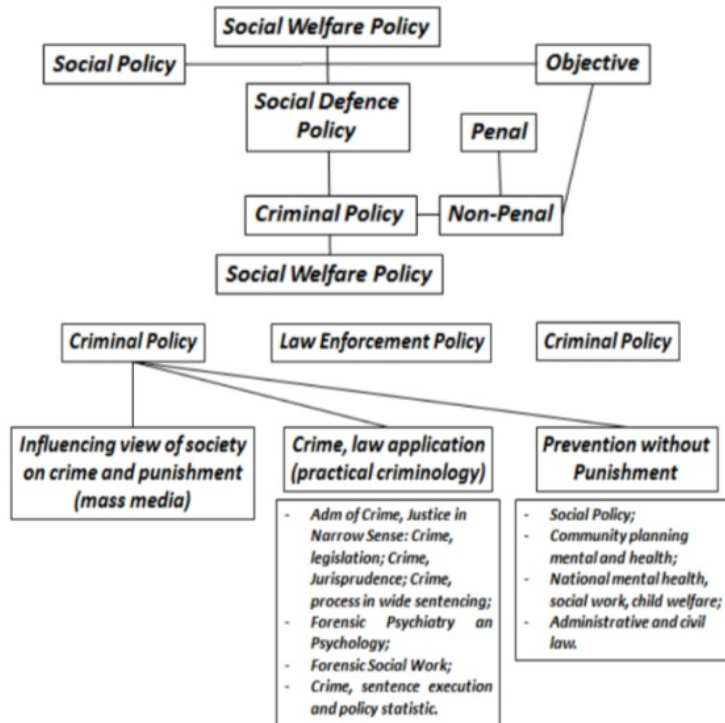 Social Welfare Policy
Social Policy
Objective
Social Defence
Policy
Penal
Criminal Policy
Non-Penal
Social Welfare Policy
Criminal Policy
Law Enforcement Policy
Criminal Policy
Influencing view of society
on crime and punishment
(mass media)
Crime, law application
(practical criminology)
Prevention without
Punishment
- Adm of Crime, Justice in
Narrow Sense: Crime,
legislation; Crime,
Jurisprudence; Crime,
process in wide sentencing;
- Forensic Psychiatry an
Psychology;
- Forensic Social Work;
- Crime, sentence execution
and policy statistic.
- Social Policy;
- Community planning
mental and health;
- National mental health,
social work, child welfare;
- Administrative and civil
law.